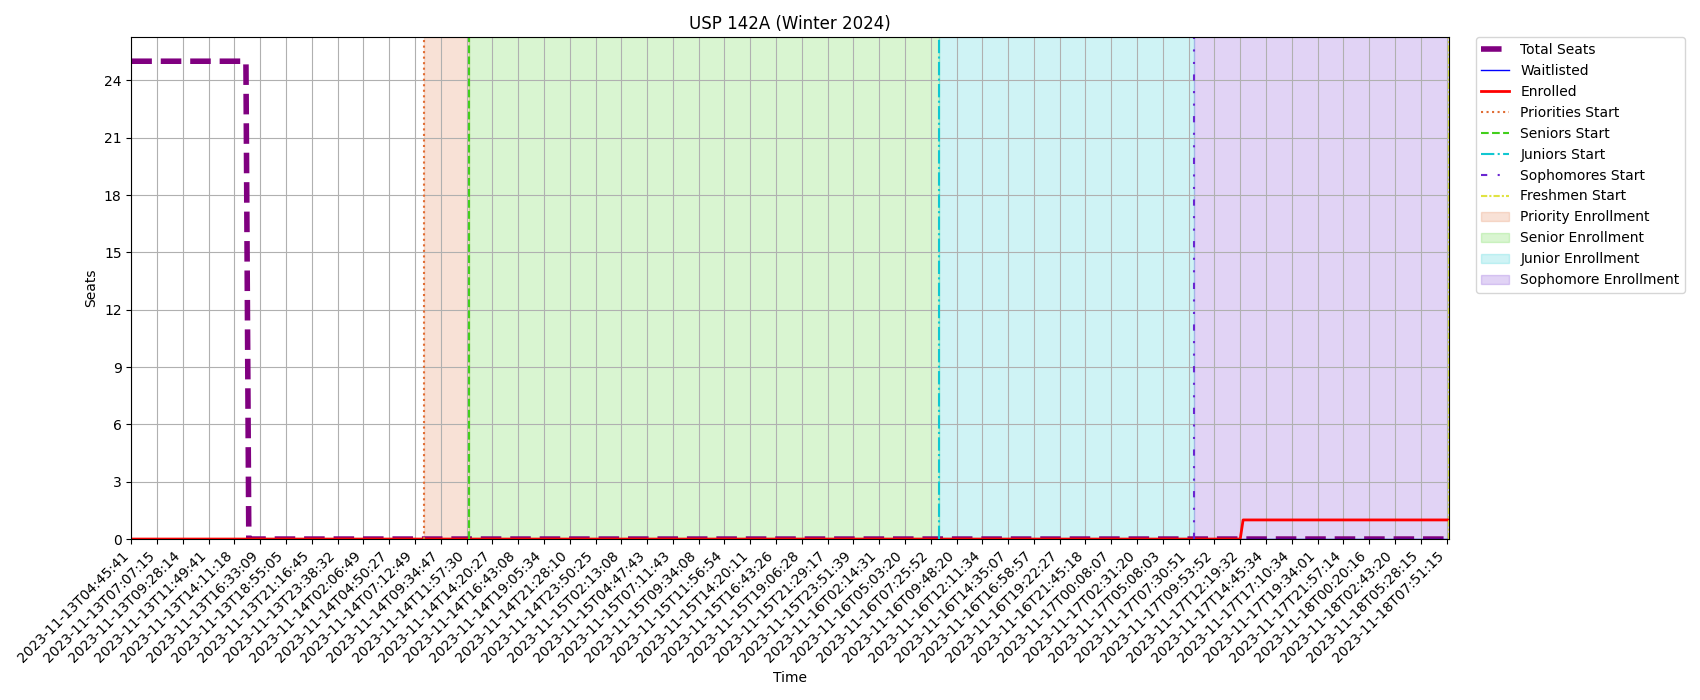 USP 142A (Winter 2024)
Seats
24
21
18
15
12
9
6
3
0
2023-11-13T04:45:41
2023-11-13T07:07:15
2023-11-13T09:28:14
2023-11-13T11:49:41
2023-11-13T14:11:18
2023-11-13T16:33:09
2023-11-13T18:55:05
2023-11-13T21:16:45
2023-11-13T23:38:32
2023-11-14T02:06:49
2023-11-14T04:50:27
2023-11-14T07:12:49
2023-11-14T09:34:47
2023-11-14T11:57:30
2023-11-14T14:20:27
2023-11-14T16:43:08
2023-11-14T19:05:34
2023-11-14T21:28:10
2023-11-14T23:50:25
2023-11-15T02:13:08
2023-11-15T04:47:43
2023-11-15T07:11:43
2023-11-15T09:34:08
2023-11-15T11:56:54
2023-11-15T14:20:11
2023-11-15T16:43:26
2023-11-15T19:06:28
2023-11-15T21:29:17
2023-11-15T23:51:39
2023-11-16T02:14:31
2023-11-16T05:03:20
2023-11-16T07:25:52
2023-11-16T09:48:20
2023-11-16T12:11:34
2023-11-16T14:35:07
2023-11-16T16:58:57
2023-11-16T19:22:27
2023-11-16T21:45:18
2023-11-17T00:08:07
2023-11-17T02:31:20
2023-11-17T05:08:03
2023-11-17T07:30:51
2023-11-17T09:53:52
2023-11-17T12:19:32
2023-11-17T14:45:34
2023-11-17T17:10:34
2023-11-17T19:34:01
2023-11-17T21:57:14
2023-11-18T00:20:16
2023-11-18T02:43:20
2023-11-18T05:28:15
2023-11-18T07:51:15
Time
Total Seats
Waitlisted
Enrolled
Priorities Start
Seniors Start
Juniors Start
Sophomores Start
Freshmen Start
Priority Enrollment
Senior Enrollment
Junior Enrollment
Sophomore Enrollment